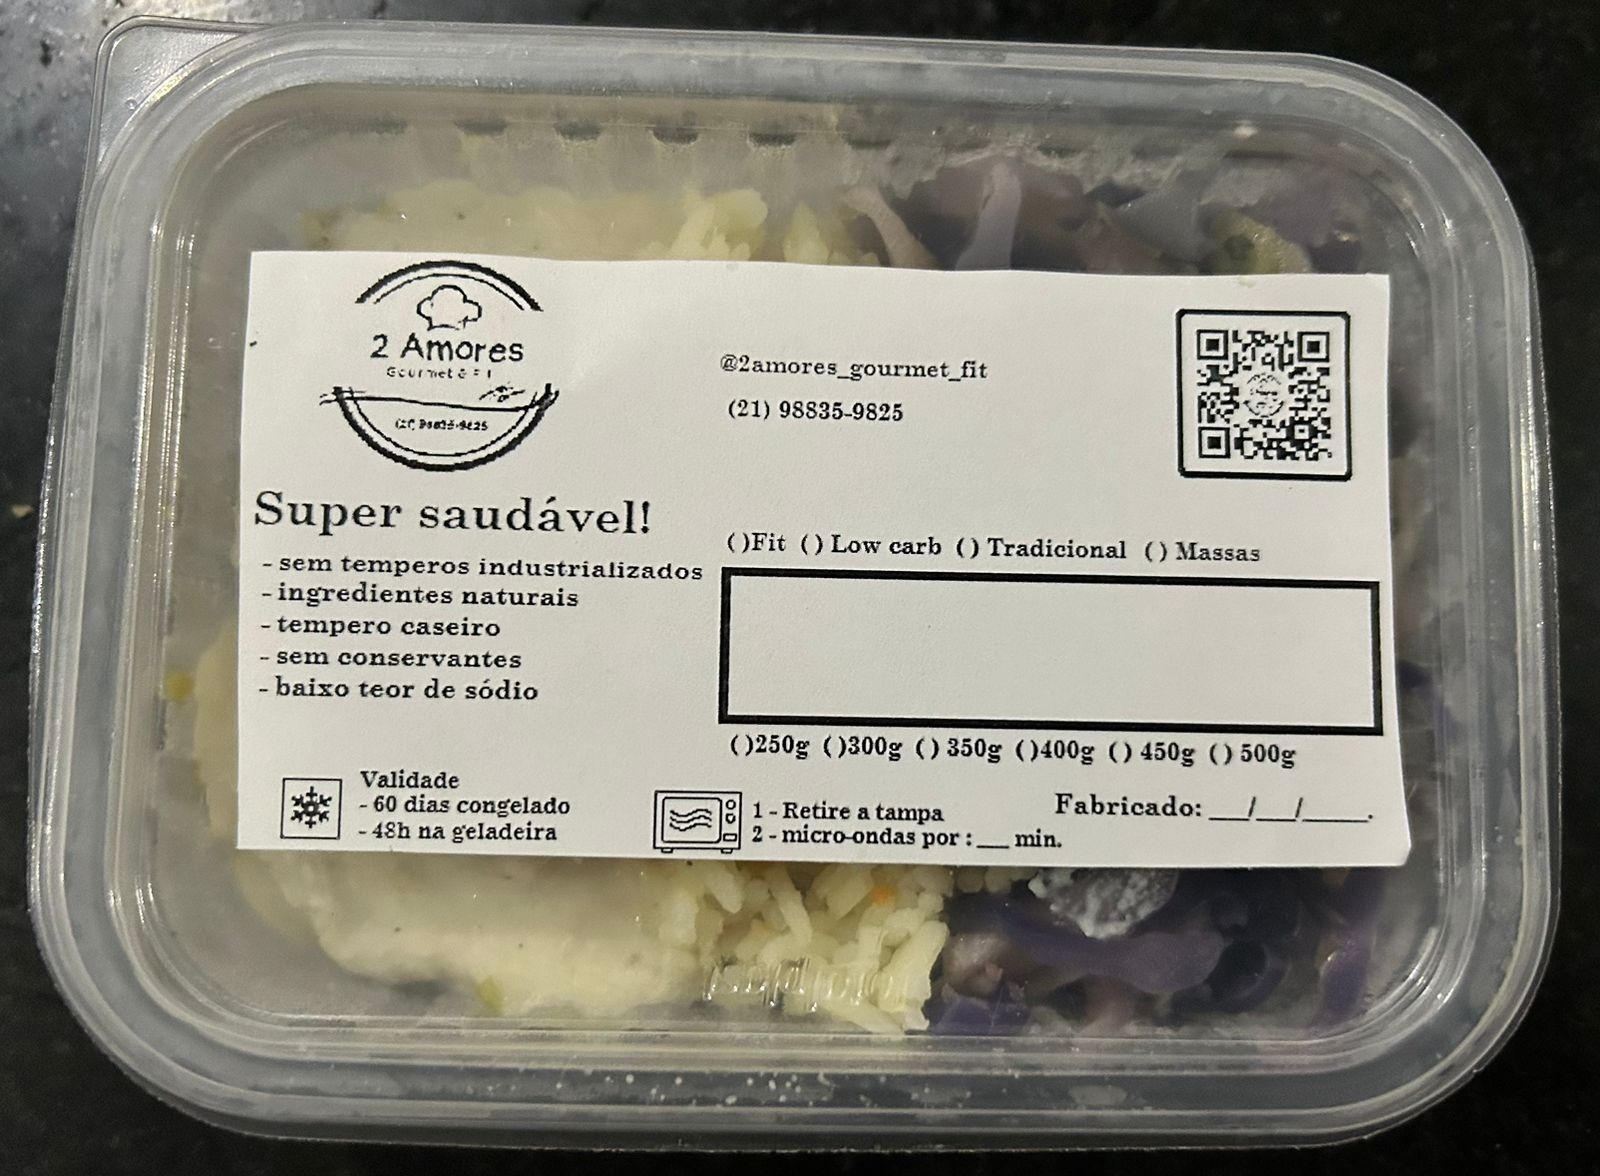 2 Amores
Gourmet & Fit
@2amores_gourmet_fit
(21) 98835-9825
Super saudável!
- sem temperos industrializados
- ingredientes naturais
- tempero caseiro
- sem conservantes
- baixo teor de sódio
( )Fit ( ) Low carb ( ) Tradicional ( ) Massas
( )250g ( )300g ( ) 350g ( )400g ( ) 450g ( ) 500g
Validade
- 60 dias congelado
- 48h na geladeira
1 - Retire a tampa
2 - micro-ondas por : ___ min.
Fabricado: ___/___/_____.